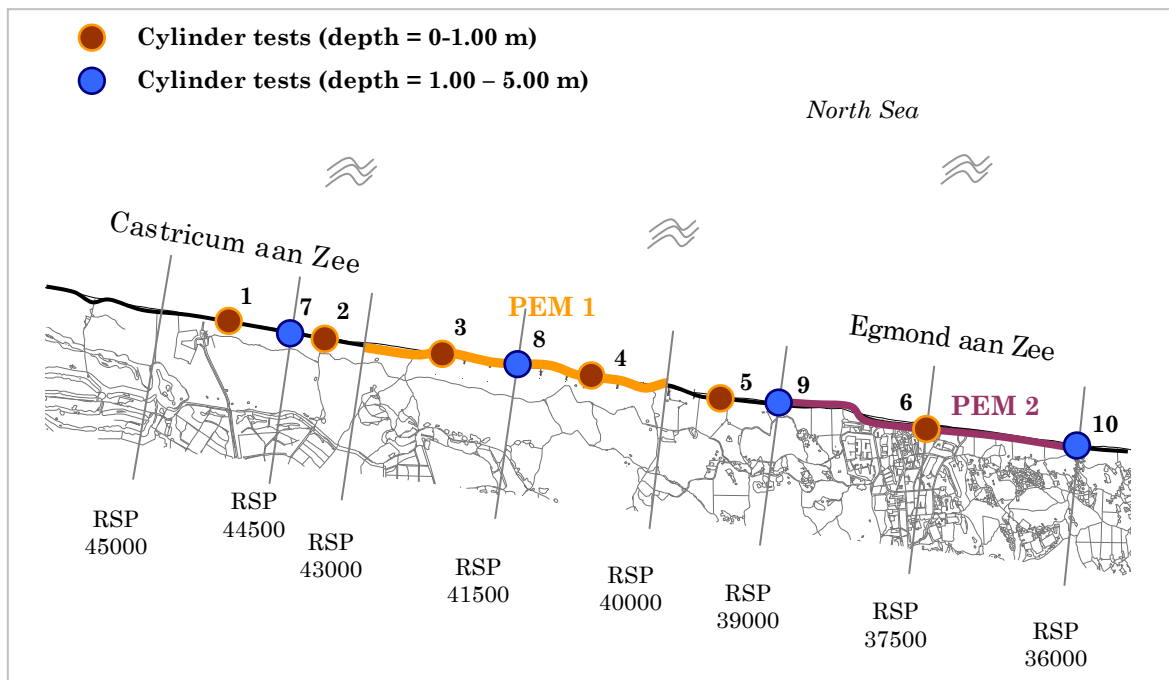 Cylinder tests (depth = 0-1.00 m)
Cylinder tests (depth = 1.00 – 5.00 m)
North Sea
Castricum aan Zee
1
7
2
3
PEM 1
8
4
Egmond aan Zee
5
9
6
PEM 2
10
RSP
45000
RSP
44500
RSP
43000
RSP
41500
RSP
40000
RSP
39000
RSP
37500
RSP
36000